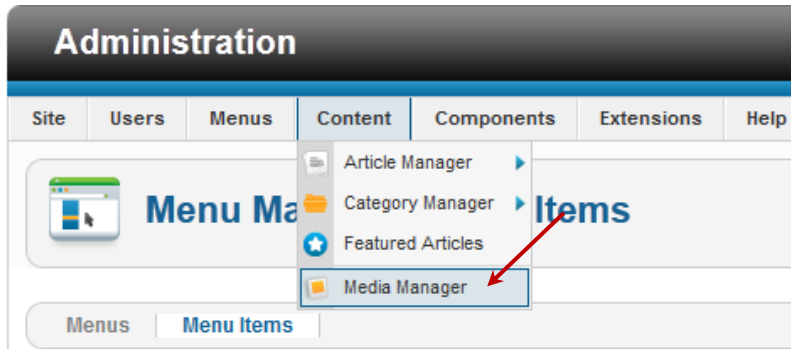 Administration
Site Users Menus Content Components Extensions Help
Article Manager
Menu Ma Items
Category Manager
Featured Articles
Media Manager
Menus Menu Items